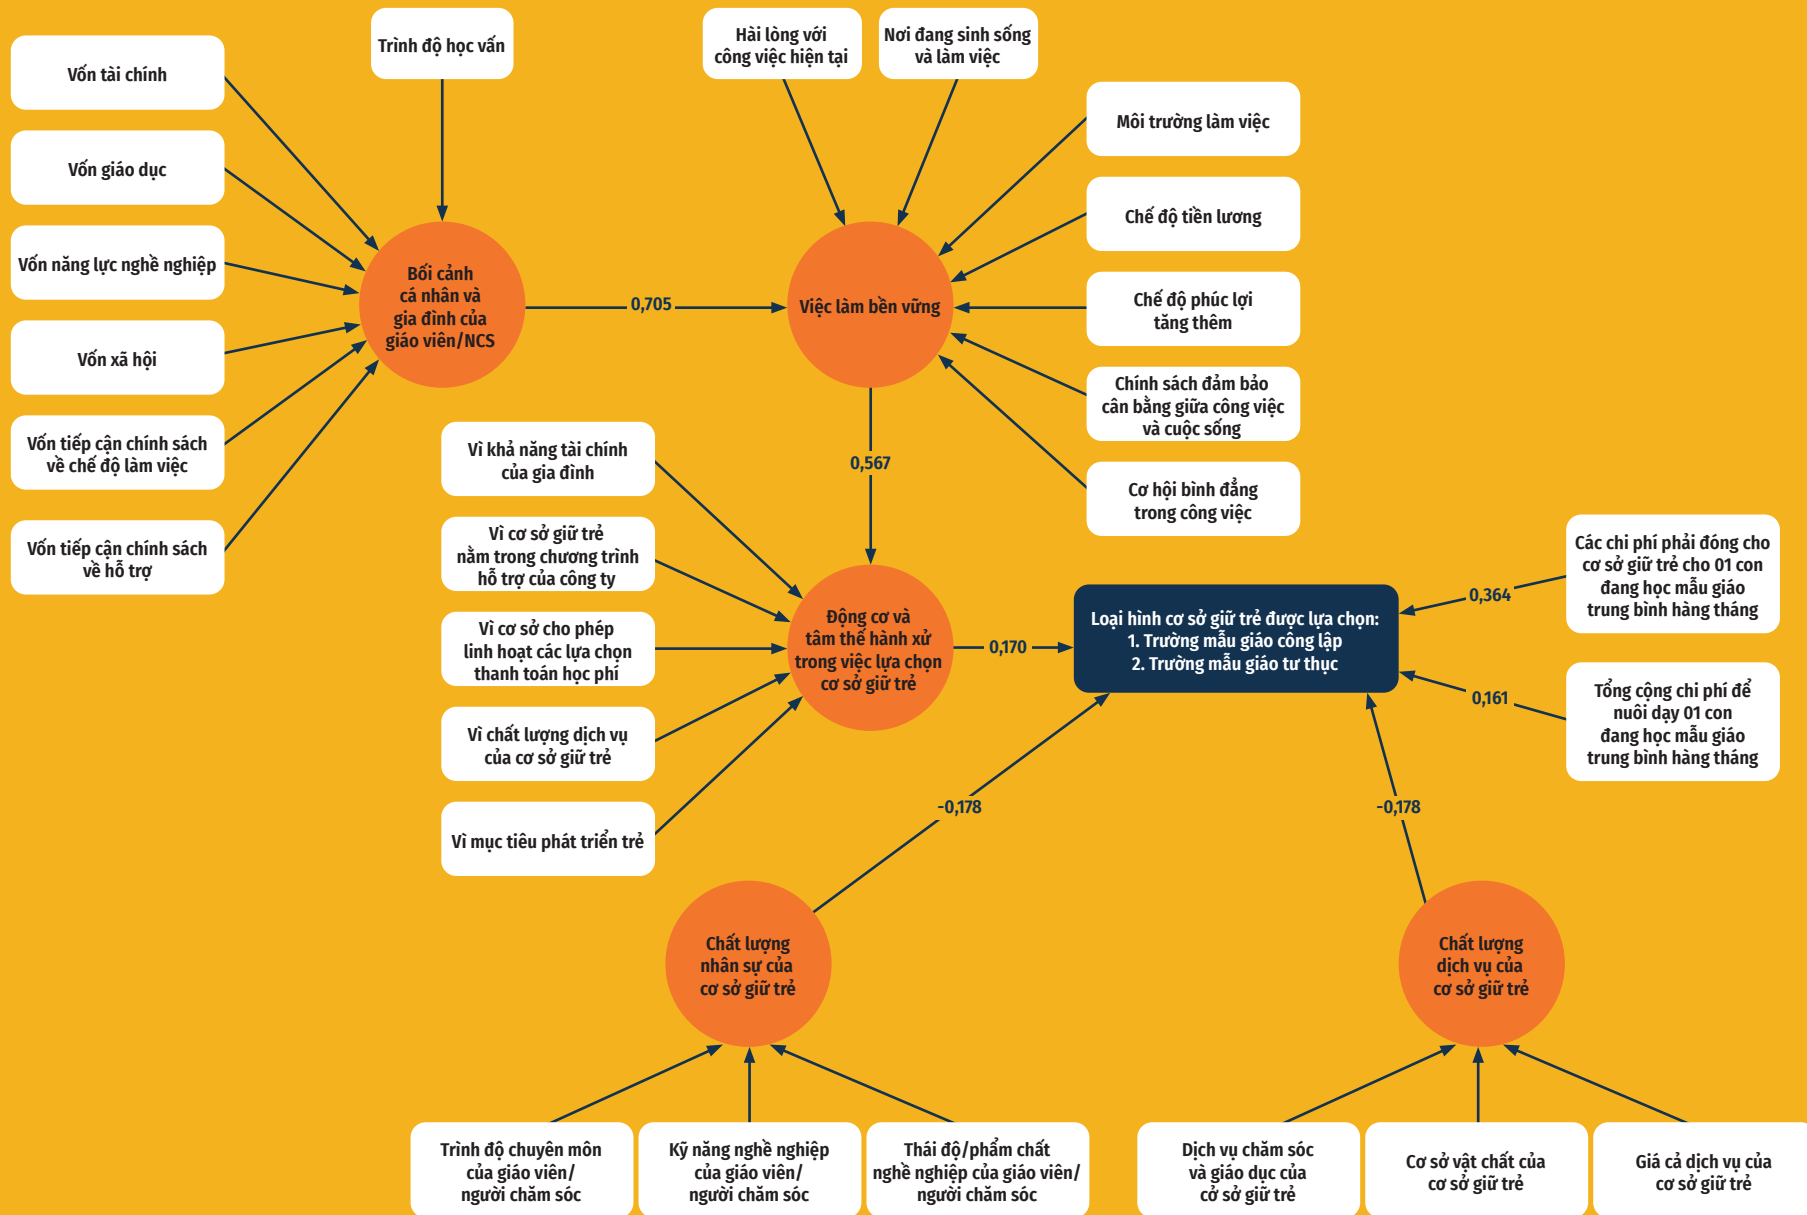 Vốn tài chính
Trình độ học vấn
Hài lòng với
công việc hiện tại
Nơi đang sinh sống
và làm việc
Môi trường làm việc
Vốn giáo dục
Chế độ tiền lương
Vốn năng lực nghề nghiệp
Bối cảnh
cá nhân và
gia đình của
giáo viên/NCS
0,705
Việc làm bền vững
Chế độ phúc lợi
tăng thêm
Vốn xã hội
Chính sách đảm bảo
cân bằng giữa công việc
và cuộc sống
Vốn tiếp cận chính sách
về chế độ làm việc
Vì khả năng tài chính
của gia đình
0,567
Cơ hội bình đẳng
trong công việc
Vốn tiếp cận chính sách
về hỗ trợ
Vì cơ sở giữ trẻ
nằm trong chương trình
hỗ trợ của công ty
Các chi phí phải đóng cho
cơ sở giữ trẻ cho 01 con
đang học mẫu giáo
trung bình hàng tháng
0,364
Vì cơ sở cho phép
linh hoạt các lựa chọn
thanh toán học phí
Động cơ và
tâm thế hành xử
trong việc lựa chọn
cơ sở giữ trẻ
0,170
Loại hình cơ sở giữ trẻ được lựa chọn:
1. Trường mẫu giáo công lập
2. Trường mẫu giáo tư thục
0,161
Tổng cộng chi phí để
nuôi dạy 01 con
đang học mẫu giáo
trung bình hàng tháng
Vì chất lượng dịch vụ
của cơ sở giữ trẻ
Vì mục tiêu phát triển trẻ
-0,178
-0,178
Chất lượng
nhân sự của
cơ sở giữ trẻ
Chất lượng
dịch vụ của
cơ sở giữ trẻ
Trình độ chuyên môn
của giáo viên/
người chăm sóc
Kỹ năng nghề nghiệp
của giáo viên/
người chăm sóc
Thái độ/phẩm chất
nghề nghiệp của giáo viên/
người chăm sóc
Dịch vụ chăm sóc
và giáo dục của
cở sở giữ trẻ
Cơ sở vật chất của
cơ sở giữ trẻ
Giá cả dịch vụ của
cơ sở giữ trẻ